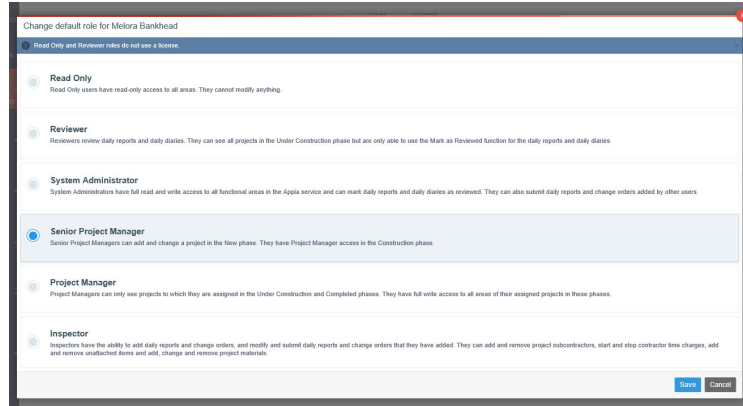 Change default role for Melora Bankhead
Read Only and Reviewer roles do not use a license.
Read Only
Read Only users have read-only access to all areas. They cannot modify anything.
Reviewer
Reviewers review daily reports and daily diaries. They can see all projects in the Under Construction phase but are only able to use the Mark as Reviewed function for the daily reports and daily diaries.
System Administrator
System Administrators have full read and write access to all functional areas in the Appia service and can mark daily reports and daily diaries as reviewed. They can also submit daily reports and change orders added by other users.
Senior Project Manager
Senior Project Managers can add and change a project in the New phase. They have Project Manager access in the Construction phase.
Project Manager
Project Managers can only see projects to which they are assigned in the Under Construction and Completed phases. They have full write access to all areas of their assigned projects in these phases.
Inspector
Inspectors have the ability to add daily reports and change orders, and modify and submit daily reports and change orders that they have added. They can add and remove project subcontractors, start and stop contractor time charges, add
and remove unattached items and add, change and remove project materials.
Save Cancel